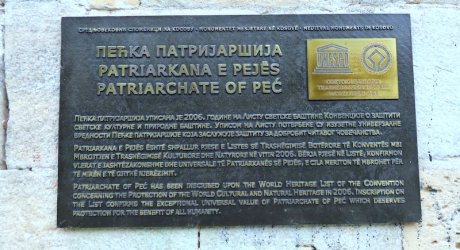 СРЕДЊОВЕКОВНИ СПОМЕНИЦИ НА КОСОВУ - MONUMENTET MESJETARE NË KOSOVË - MEDIEVAL MONUMENTS IN KOSOVO
ПЕЋКА ПАТРИЈАРШИЈА
PATRIARKANA E PEJËS
PATRIARCHATE OF PEĆ
UNESCO
ПЕЋКА ПАТРИЈАРШИЈА УПИСАНА ЈЕ 2006. ГОДИНЕ НА ЛИСТУ СВЕТСКЕ БАШТИНЕ КОНВЕНЦИЈЕ О ЗАШТИТИ
СВЕТСКЕ КУЛТУРНЕ И ПРИРОДНЕ БАШТИНЕ. УПИСОМ НА ЛИСТУ ПОТВРЂУЈЕ СЕ ИЗУЗЕТНЕ УНИВЕРЗАЛНЕ
ВРЕДНОСТИ ПЕЋКЕ ПАТРИЈАРШИЈЕ КОЈА ЗАСЛУЖУЈЕ ЗАШТИТУ ЗА ДОБРОБИТ ЧИТАВОГ ЧОВЕЧАНСТВА.
PATRIARKANA E PEJËS ËSHTË SHPALLUR PJESE E LISTËS SË TRASHËGIMISË BOTËRORE TË KONVENTËS MBI
MBROJTJEN E TRASHËGIMISË KULTURORE DHE NATYRORE NË VITIN 2006. BËRJA PJESË NË LISTË, KONFIRMON
VLERAT E JASHTËZAKONSHME DHE UNIVERSALE TË PATRIARKANËS SË PEJËS, E CILA MERITON TË MBROHET PËR
TË MIRËN E TË GJITHË NJERËZIMIT.
PATRIARCHATE OF PEĆ HAS BEEN INSCRIBED UPON THE WORLD HERITAGE LIST OF THE CONVENTION
CONCERNING THE PROTECTION OF THE WORLD CULTURAL AND NATURAL HERITAGE IN 2006. INSCRIPTION ON
THE LIST CONFIRMS THE EXCEPTIONAL UNIVERSAL VALUE OF PATRIARCHATE OF PEĆ WHICH DESERVES
PROTECTION FOR THE BENEFIT OF ALL HUMANITY.